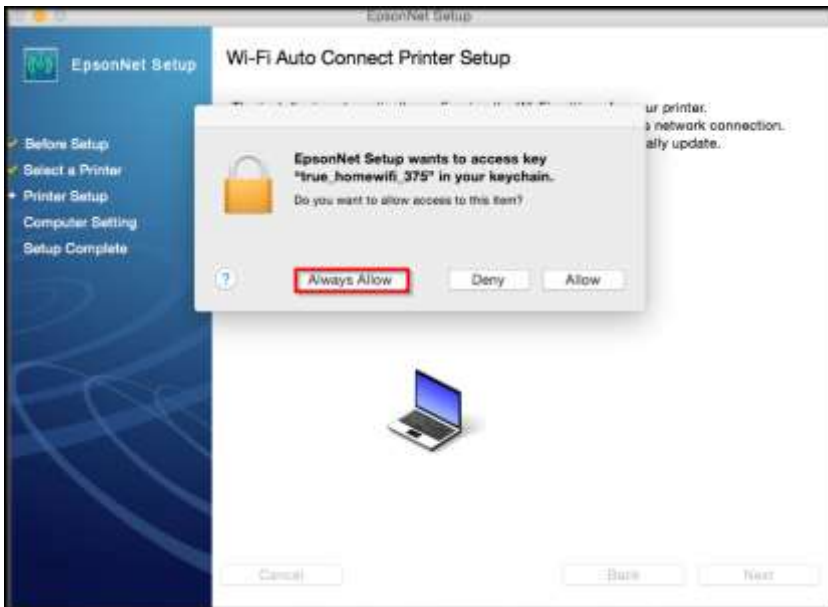 EpsonNet Setup
EpsonNet Setup
Wi-Fi Auto Connect Printer Setup
ur printer.
network connection.
ally update.
Before Setup
Select a Printer
Printer Setup
Computer Setting
Setup Complete
EpsonNet Setup wants to access key
"true_homewifi_375" in your keychain.
Do you want to allow access to this item?
?
Always Allow
Deny
Allow
Cancel
Back
Next